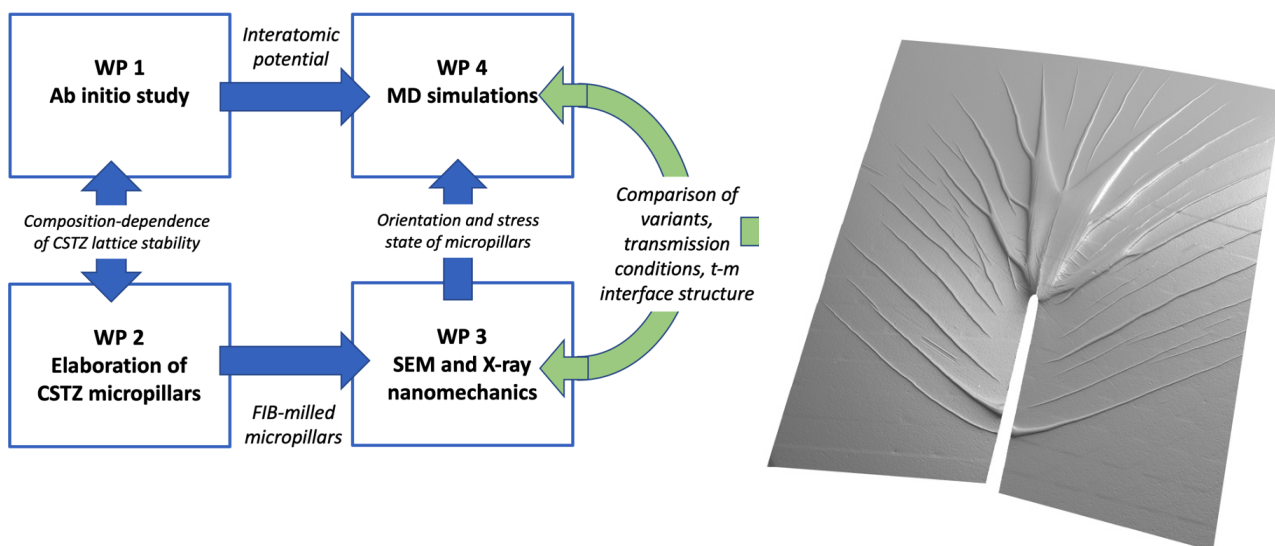 WP 1
Ab initio study
Interatomic
potential
WP 4
MD simulations
Composition-dependence
of CSTZ lattice stability
Orientation and stress
state of micropillars
Comparison of
variants,
transmission
conditions, t-m
interface structure
WP 2
Elaboration of
CSTZ micropillars
FIB-milled
micropillars
WP 3
SEM and X-ray
nanomechanics